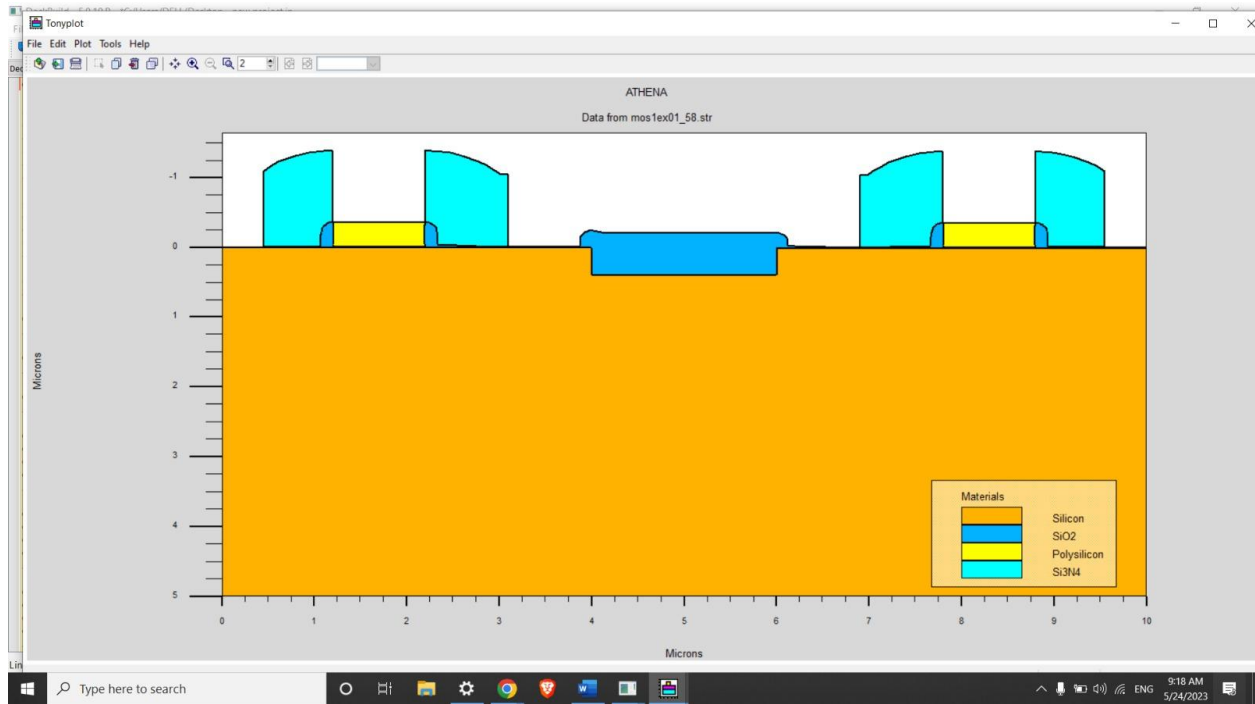 Tonyplot
File Edit Plot Tools Help
2
ATHENA
Data from mos1ex01_58.str
-1
0
1
2
3
4
5
Microns
Materials
Silicon
SiO2
Polysilicon
Si3N4
0 1 2 3 4 5 6 7 8 9 10
Microns
Lin
Type here to search
ENG
9:18 AM
5/24/2023